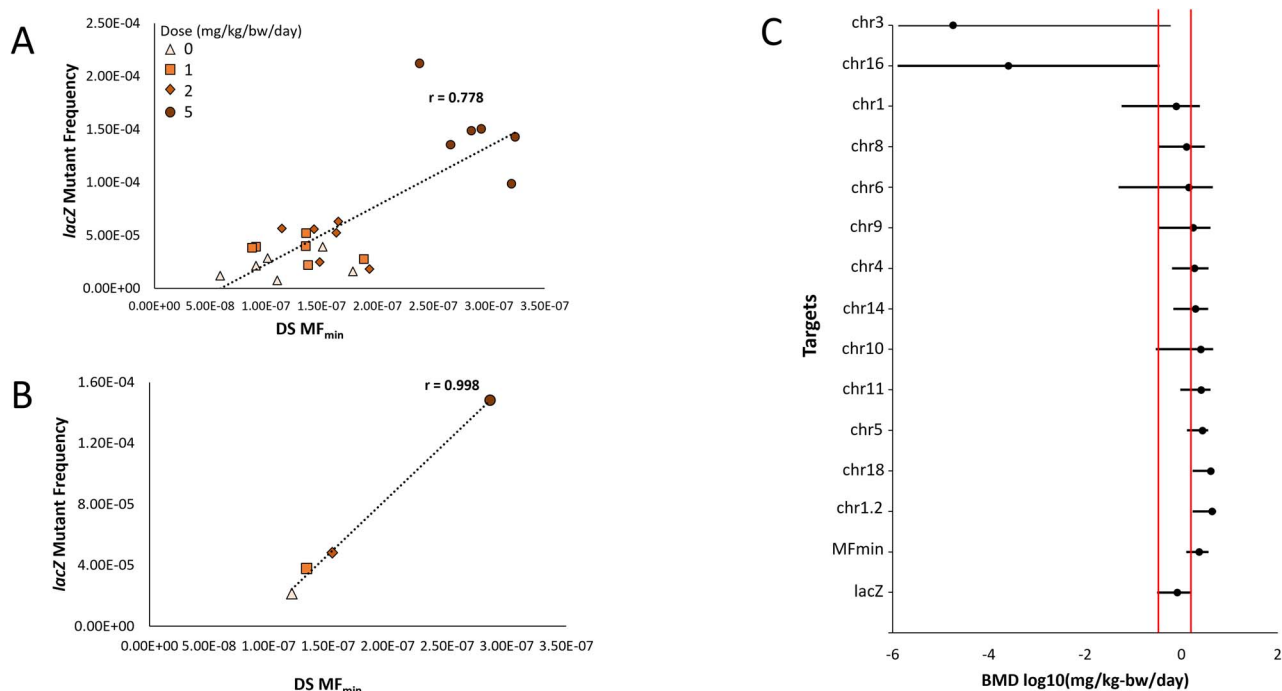 A
Dose (mg/kg/bw/day)
0
1
2
5
r = 0.778
2.50E-04
2.00E-04
1.50E-04
1.00E-04
5.00E-05
0.00E+00
lacZ Mutant Frequency
0.00E+00 5.00E-08 1.00E-07 1.50E-07 2.00E-07 2.50E-07 3.00E-07 3.50E-07
DS MFmin
B
r = 0.998
1.60E-04
1.20E-04
8.00E-05
4.00E-05
0.00E+00
lacZ Mutant Frequency
0.00E+00 5.00E-08 1.00E-07 1.50E-07 2.00E-07 2.50E-07 3.00E-07 3.50E-07
DS MFmin
C
Targets
chr3
chr16
chr1
chr8
chr6
chr9
chr4
chr14
chr10
chr11
chr5
chr18
chr1.2
MFmin
lacZ
-6 -4 -2 0 2
BMD log10(mg/kg-bw/day)